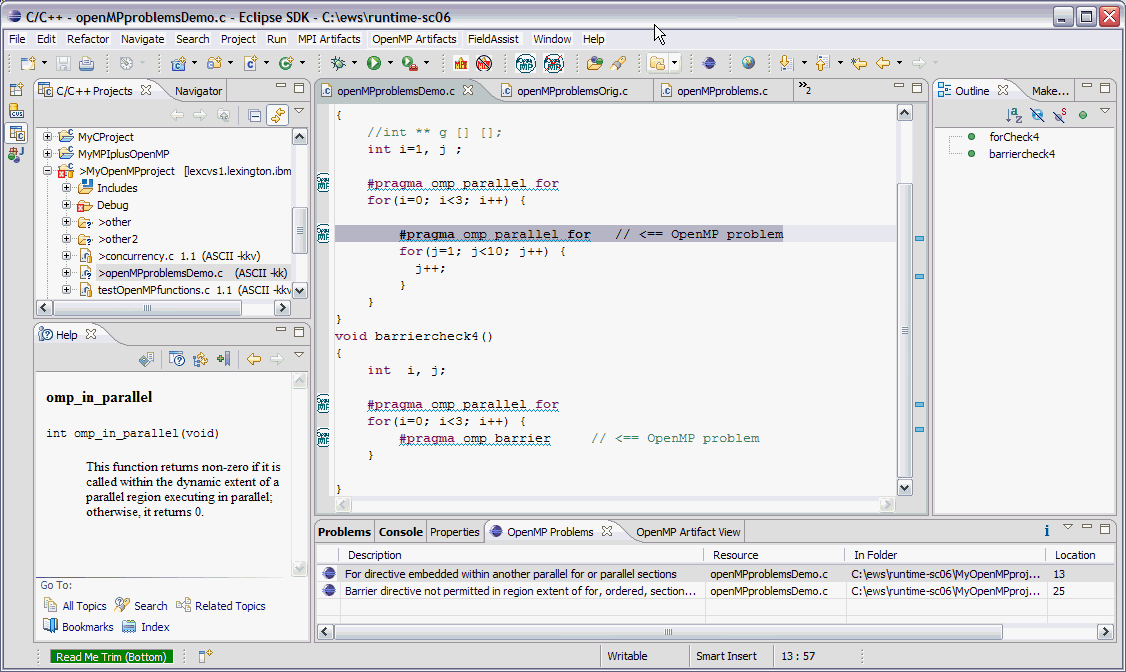 C/C++ - openMPproblemsDemo.c - Eclipse SDK - C:\ews\runtime-sc06
File Edit Refactor Navigate Search Project Run MPI Artifacts OpenMP Artifacts FieldAssist Window Help
C/C++ Projects Navigator
MyCProject
MyMPIplusOpenMP
>MyOpenMPproject [lexcvs1.lexington.ibm
Includes
Debug
>other
>other2
>concurrency.c 1.1 (ASCII -kkv)
>openMPproblemsDemo.c (ASCII -kk)
testOpenMPfunctions.c 1.1 (ASCII -kkv
Help
omp_in_parallel
int omp_in_parallel(void)
This function returns non-zero if it is
called within the dynamic extent of a
parallel region executing in parallel;
otherwise, it returns 0.
Go To:
All Topics Search Related Topics
Bookmarks Index
openMPproblemsDemo.c openMPproblemsOrig.c openMPproblems.c »2
{
//int ** g [] [];
int i=1, j ;
#pragma omp parallel for
for(i=0; i<3; i++) {
#pragma omp parallel for // <== OpenMP problem
for(j=1; j<10; j++) {
j++;
}
}
}
void barriercheck4()
{
int i, j;
#pragma omp parallel for
for(i=0; i<3; i++) {
#pragma omp barrier // <== OpenMP problem
}
}
Outline Make...
forCheck4
barriercheck4
Problems Console Properties OpenMP Problems OpenMP Artifact View
Description Resource In Folder Location
For directive embedded within another parallel for or parallel sections openMPproblemsDemo.c C:\ews\runtime-sc06\MyOpenMPproj... 13
Barrier directive not permitted in region extent of for, ordered, section... openMPproblemsDemo.c C:\ews\runtime-sc06\MyOpenMPproj... 25
Read Me Trim (Bottom) Writable Smart Insert 13 : 57